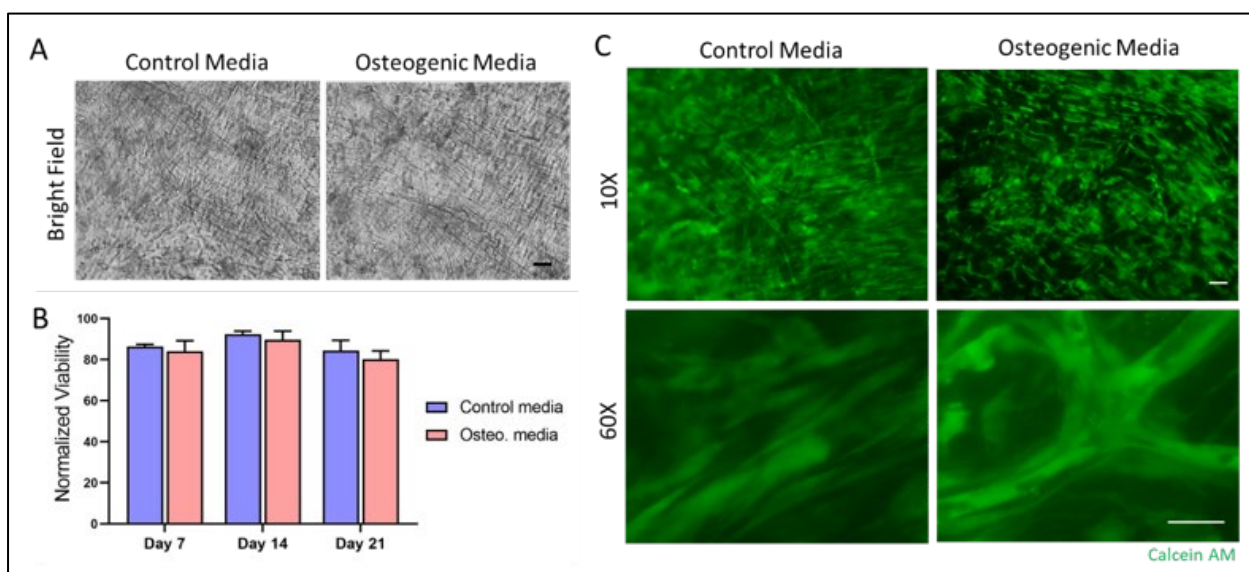 A
Control Media
Osteogenic Media
Bright Field
B
100
80
60
40
20
0
Normalized Viability
Day 7
Day 14
Day 21
Control media
Osteo. media
C
Control Media
Osteogenic Media
10X
60X
Calcein AM